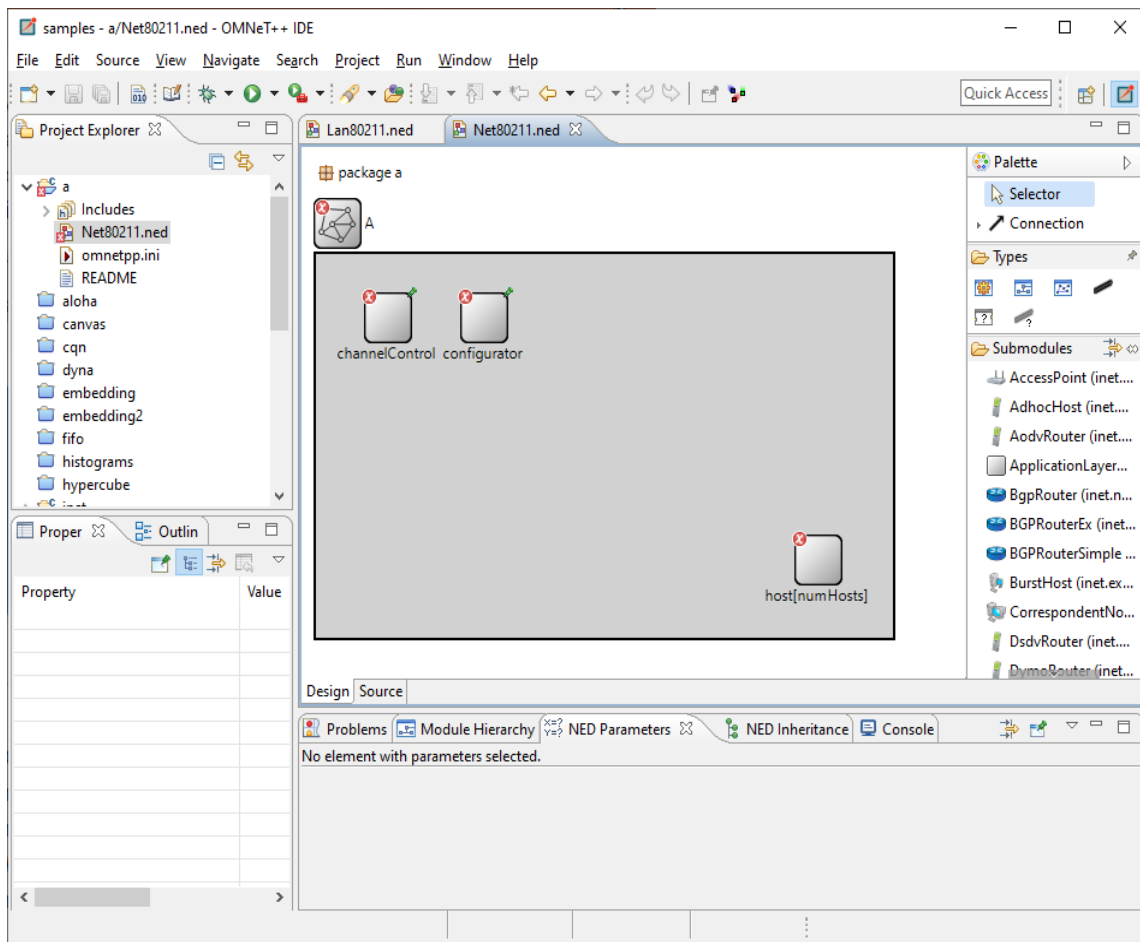 samples - a/Net80211.ned - OMNeT++ IDE
File Edit Source View Navigate Search Project Run Window Help
Quick Access
Project Explorer
a
Includes
Net80211.ned
omnetpp.ini
README
aloha
canvas
cqn
dyna
embedding
embedding2
fifo
histograms
hypercube
Proper Outlin
Property Value
Lan80211.ned Net80211.ned
package a
A
channelControl configurator
host[numHosts]
Design Source
Palette
Selector
Connection
Types
Submodules
AccessPoint (inet....
AdhocHost (inet....
AodvRouter (inet....
ApplicationLayer...
BgpRouter (inet.n...
BGPRouterEx (inet...
BGPRouterSimple ...
BurstHost (inet.ex...
CorrespondentNo...
DsdvRouter (inet....
DymoRouter (inet...
Problems Module Hierarchy NED Parameters NED Inheritance Console
No element with parameters selected.